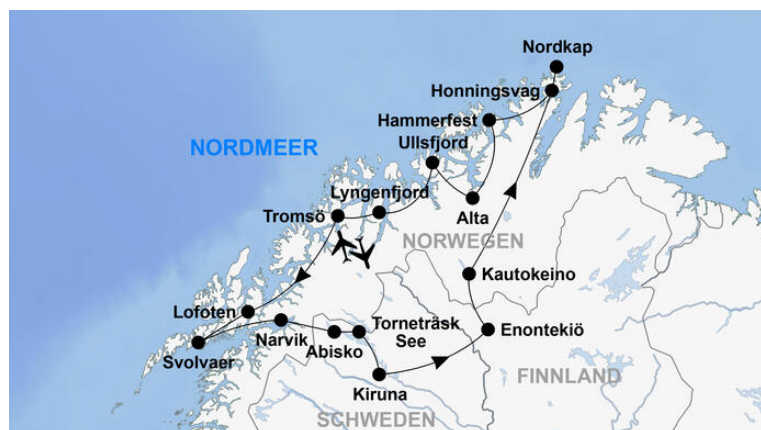 Nordkap
Honningsvag
Hammerfest
Ullsfjord
NORDMEER
Lyngenfjord
Tromsö
Alta
NORWEGEN
Kautokeino
Lofoten
Torneträsk
See
Enontekiö
Narvik
Abisko
Svolvaer
FINNLAND
Kiruna
SCHWEDEN